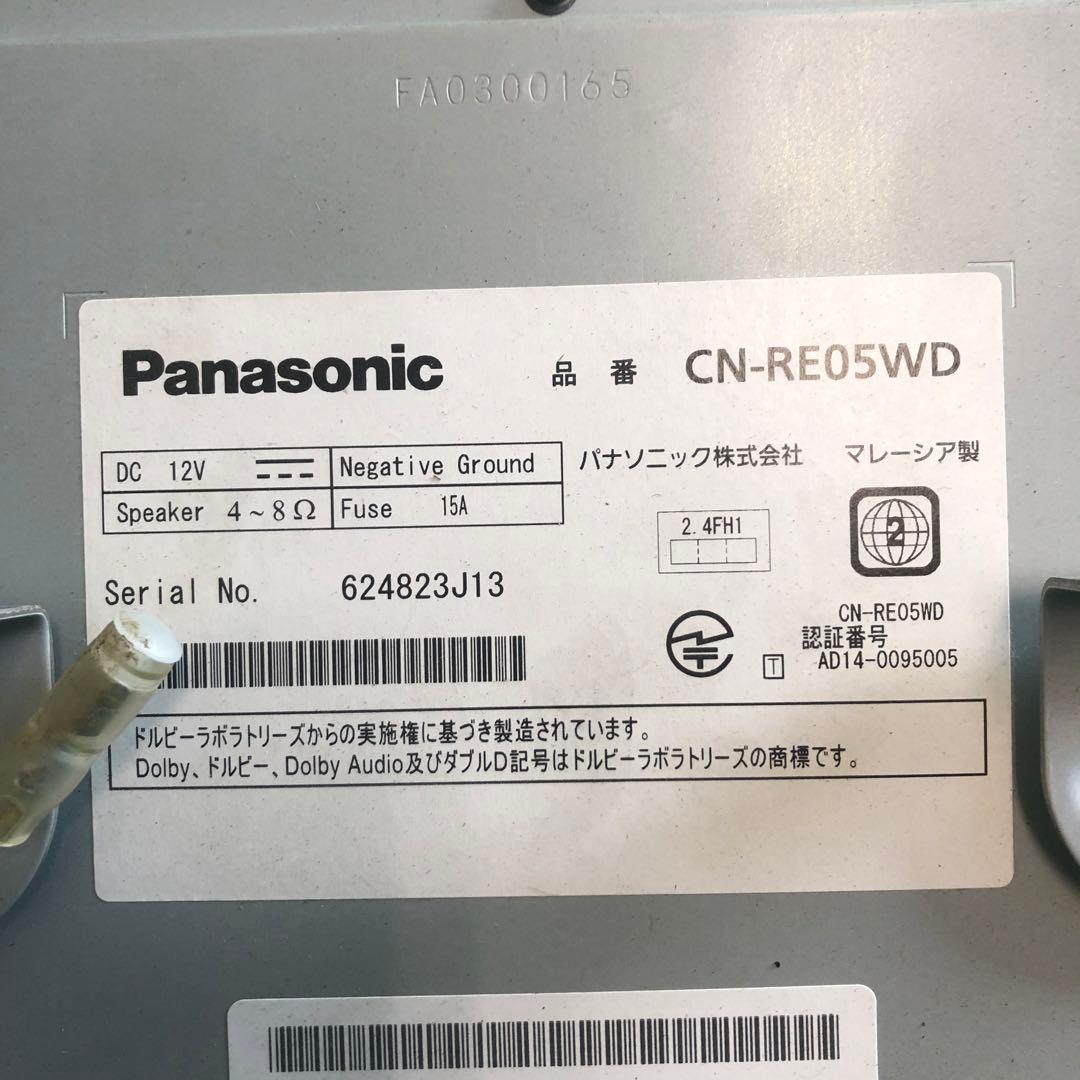 FA0300165
Panasonic 品番 CN-RE05WD
DC 12V Negative Ground
Speaker 4~8Ω Fuse 15A
パナソニック株式会社 マレーシア製
2.4FH1
2
Serial No. 624823J13
CN-RE05WD
認証番号
T AD14-0095005
ドルビーラボラトリーズからの実施権に基づき製造されています。
Dolby、ドルビー、Dolby Audio及びダブルD記号はドルビーラボラトリーズの商標です。